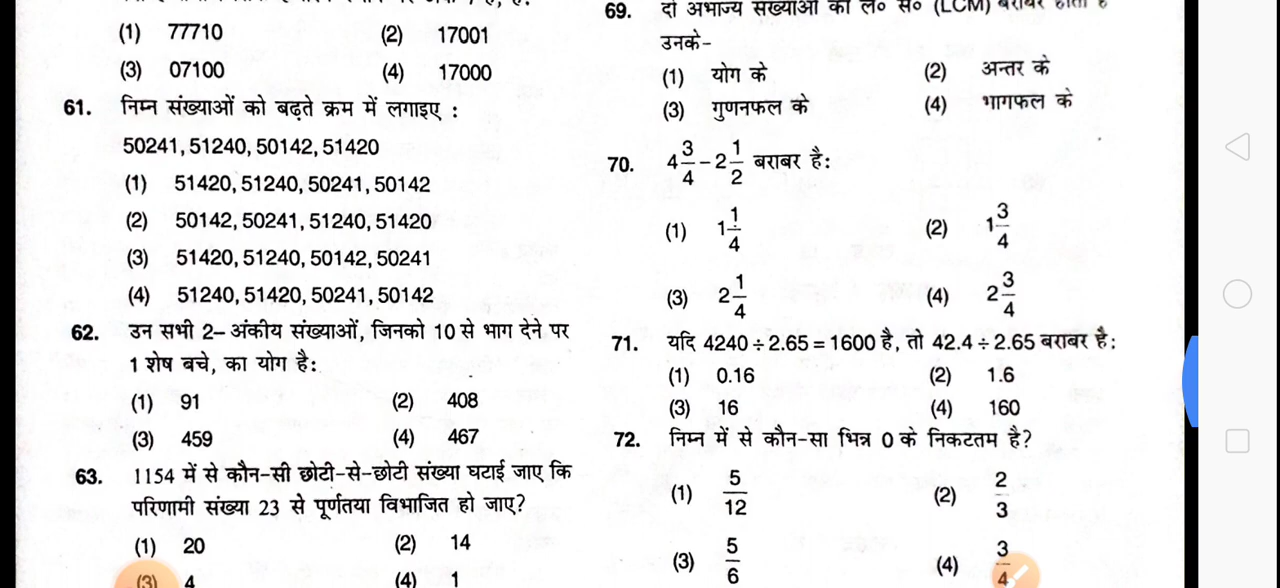 (1) 77710 (2) 17001
(3) 07100 (4) 17000
61. निम्न संख्याओं को बढ़ते क्रम में लगाइए :
50241, 51240, 50142, 51420
(1) 51420, 51240, 50241, 50142
(2) 50142, 50241, 51240, 51420
(3) 51420, 51240, 50142, 50241
(4) 51240, 51420, 50241, 50142
62. उन सभी 2– अंकीय संख्याओं, जिनको 10 से भाग देने पर
1 शेष बचे, का योग है:
(1) 91 (2) 408
(3) 459 (4) 467
63. 1154 में से कौन-सी छोटी-से-छोटी संख्या घटाई जाए कि
परिणामी संख्या 23 से पूर्णतया विभाजित हो जाए?
(1) 20 (2) 14
(3) 4 (4) 1
69. दो अभाज्य संख्याओं का ल० स० (LCM) बराबर होता है
उनके–
(1) योग के (2) अन्तर के
(3) गुणनफल के (4) भागफल के
70. 4 3/4 – 2 1/2 बराबर है:
(1) 1 1/4 (2) 1 3/4
(3) 2 1/4 (4) 2 3/4
71. यदि 4240 ÷ 2.65 = 1600 है, तो 42.4 ÷ 2.65 बराबर है:
(1) 0.16 (2) 1.6
(3) 16 (4) 160
72. निम्न में से कौन-सा भिन्न 0 के निकटतम है?
(1) 5/12 (2) 2/3
(3) 5/6 (4) 3/4